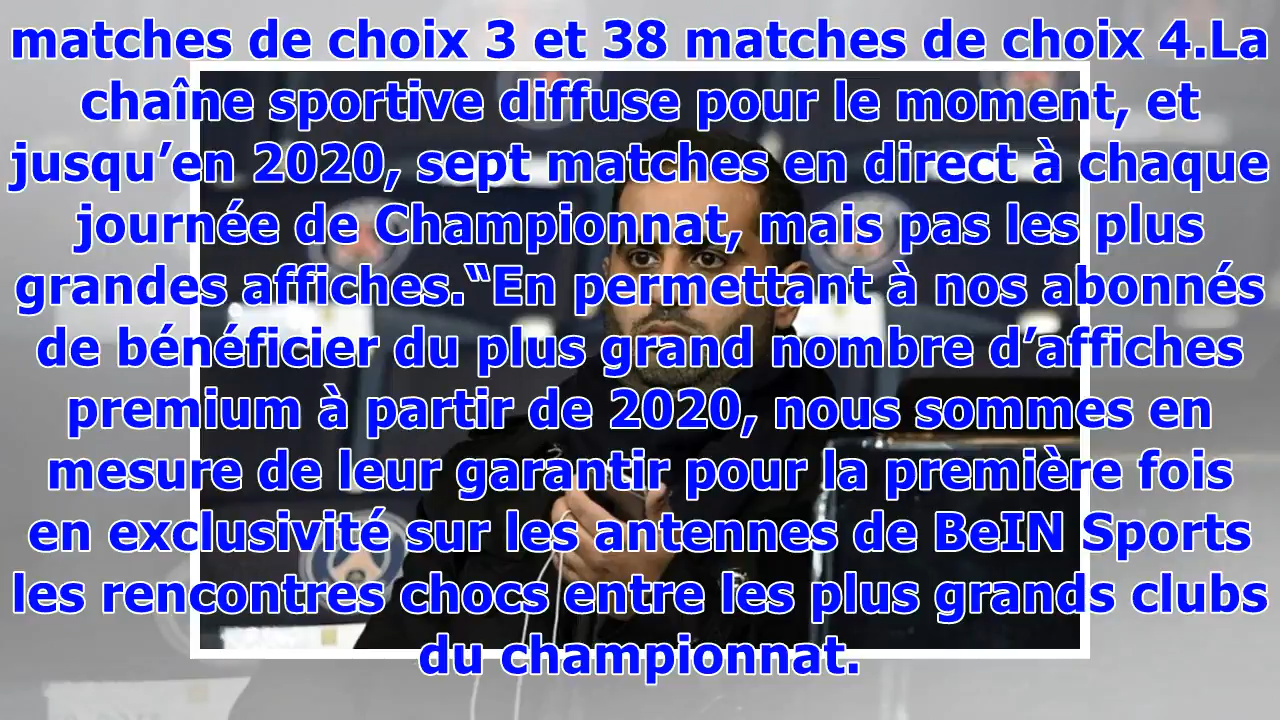 matches de choix 3 et 38 matches de choix 4.La
chaîne sportive diffuse pour le moment, et
jusqu’en 2020, sept matches en direct à chaque
journée de Championnat, mais pas les plus
grandes affiches.“En permettant à nos abonnés
de bénéficier du plus grand nombre d’affiches
premium à partir de 2020, nous sommes en
mesure de leur garantir pour la première fois
en exclusivité sur les antennes de BeIN Sports
les rencontres chocs entre les plus grands clubs
du championnat.